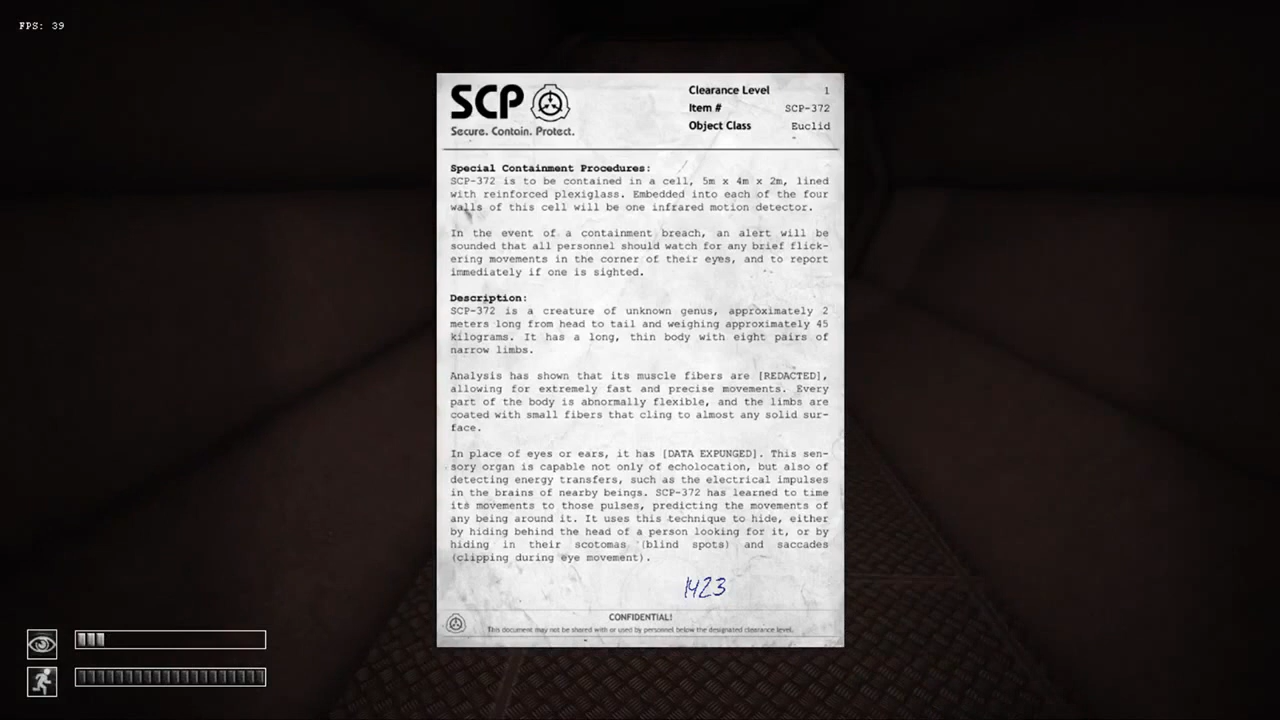 FPS: 39
SCP
Secure. Contain. Protect.
Clearance Level 1
Item # SCP-372
Object Class Euclid
Special Containment Procedures:
SCP-372 is to be contained in a cell, 5m x 4m x 2m, lined
with reinforced plexiglass. Embedded into each of the four
walls of this cell will be one infrared motion detector.
In the event of a containment breach, an alert will be
sounded that all personnel should watch for any brief flick-
ering movements in the corner of their eyes, and to report
immediately if one is sighted.
Description:
SCP-372 is a creature of unknown genus, approximately 2
meters long from head to tail and weighing approximately 45
kilograms. It has a long, thin body with eight pairs of
narrow limbs.
Analysis has shown that its muscle fibers are [REDACTED],
allowing for extremely fast and precise movements. Every
part of the body is abnormally flexible, and the limbs are
coated with small fibers that cling to almost any solid sur-
face.
In place of eyes or ears, it has [DATA EXPUNGED]. This sen-
sory organ is capable not only of echolocation, but also of
detecting energy transfers, such as the electrical impulses
in the brains of nearby beings. SCP-372 has learned to time
its movements to those pulses, predicting the movements of
any being around it. It uses this technique to hide, either
by hiding behind the head of a person looking for it, or by
hiding in their scotomas (blind spots) and saccades
(clipping during eye movement).
1423
CONFIDENTIAL!
This document may not be shared with or used by personnel below the designated clearance level.